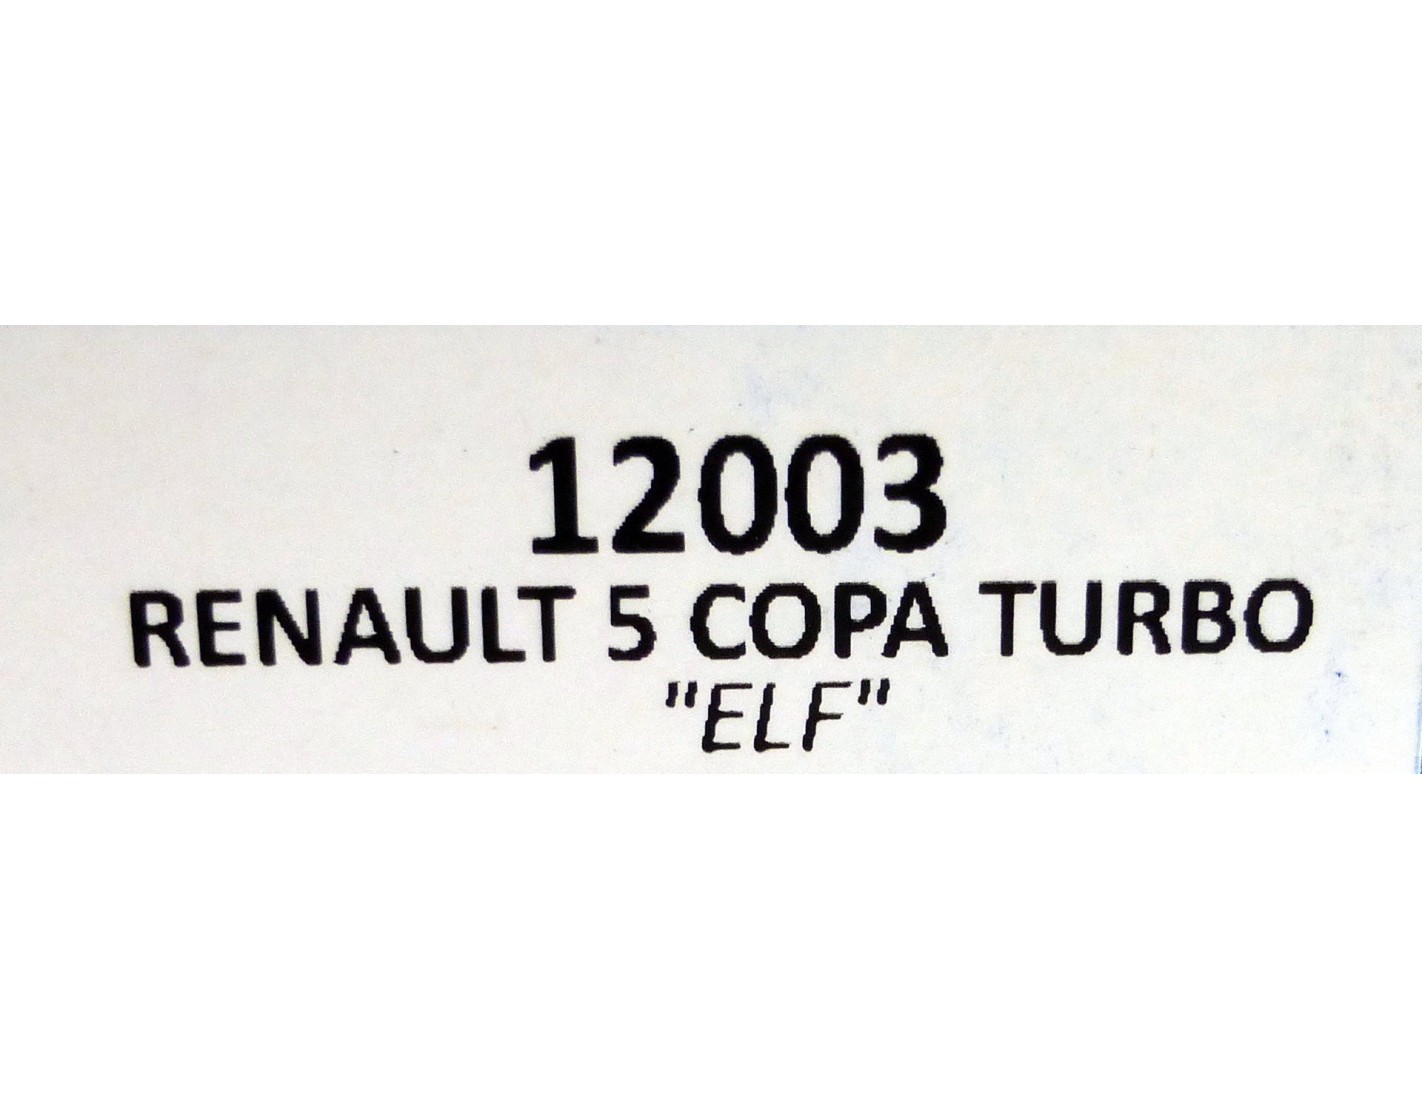 12003
RENAULT 5 COPA TURBO
"ELF"